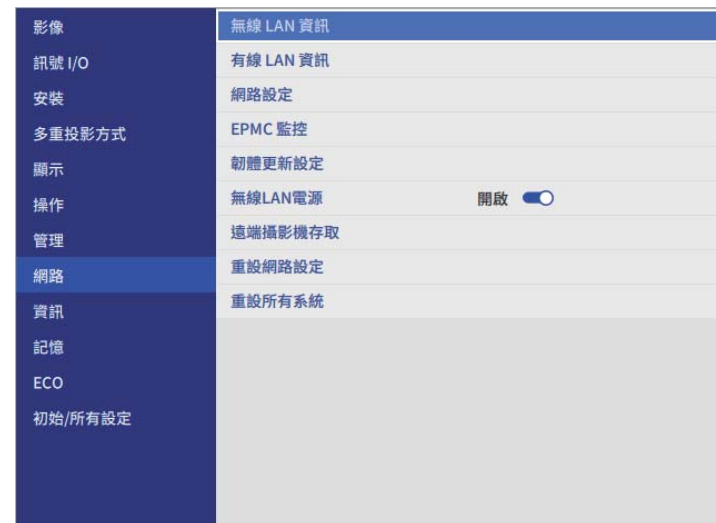 影像
訊號 I/O
安裝
多重投影方式
顯示
操作
管理
網路
資訊
記憶
ECO
初始/所有設定
無線 LAN 資訊
有線 LAN 資訊
網路設定
EPMC 監控
韌體更新設定
無線LAN電源 開啟
遠端攝影機存取
重設網路設定
重設所有系統